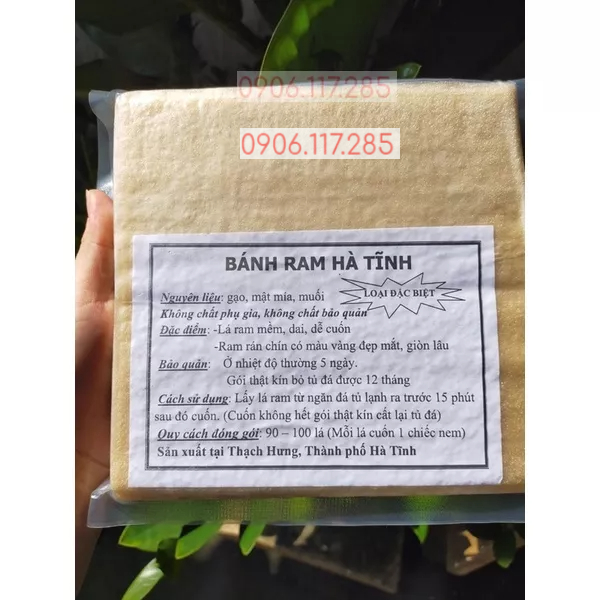 0906.117.285
0906.117.285
BÁNH RAM HÀ TĨNH
LOẠI ĐẶC BIỆT
Nguyên liệu: gạo, mật mía, muối
Không chất phụ gia, không chất bảo quản
Đặc điểm: -Lá ram mềm, dai, dễ cuốn
-Ram rán chín có màu vàng đẹp mắt, giòn lâu
Bảo quản: Ở nhiệt độ thường 5 ngày.
Gói thật kín bỏ tủ đá được 12 tháng
Cách sử dụng: Lấy lá ram từ ngăn đá tủ lạnh ra trước 15 phút
sau đó cuốn. (Cuốn không hết gói thật kín cất lại tủ đá)
Quy cách đóng gói: 90 – 100 lá (Mỗi lá cuốn 1 chiếc nem)
Sản xuất tại Thạch Hưng, Thành phố Hà Tĩnh